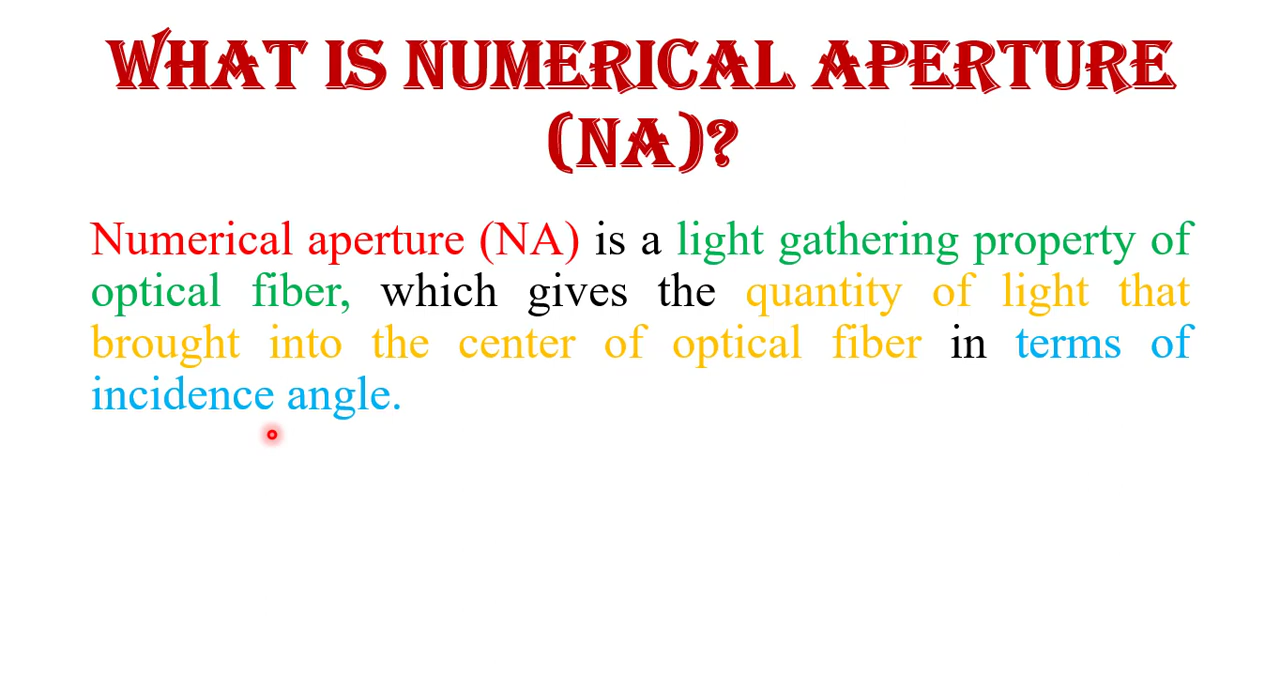 WHAT IS NUMERICAL APERTURE
(NA)?
Numerical aperture (NA) is a light gathering property of
optical fiber, which gives the quantity of light that
brought into the center of optical fiber in terms of
incidence angle.